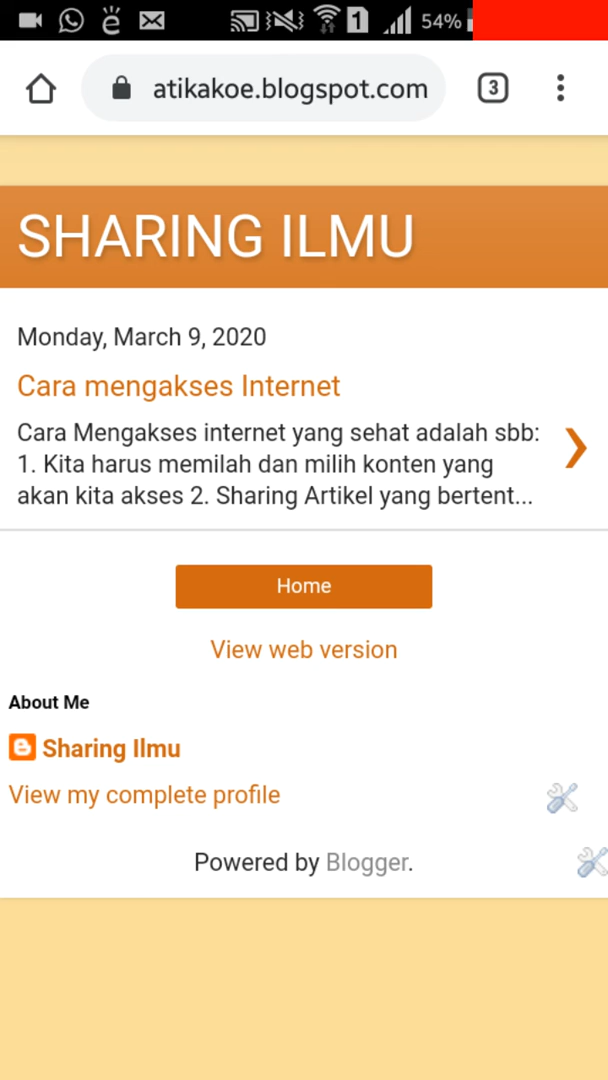 1 54%
atikakoe.blogspot.com 3
SHARING ILMU
Monday, March 9, 2020
Cara mengakses Internet
Cara Mengakses internet yang sehat adalah sbb:
1. Kita harus memilah dan milih konten yang
akan kita akses 2. Sharing Artikel yang bertent...
Home
View web version
About Me
Sharing Ilmu
View my complete profile
Powered by Blogger.